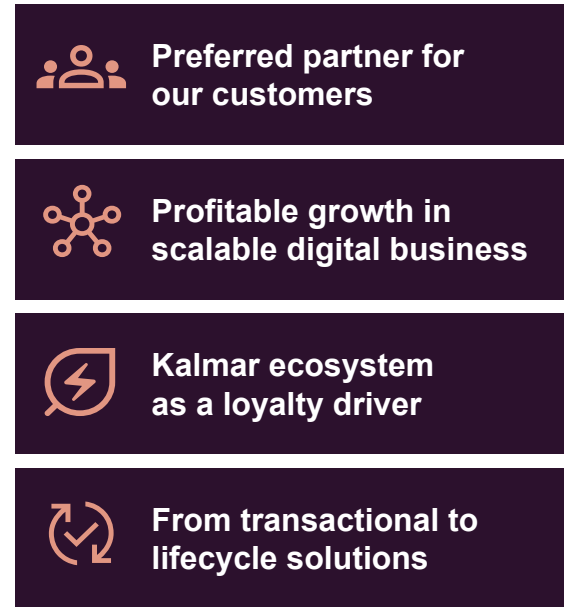 Preferred partner for
our customers
Profitable growth in
scalable digital business
Kalmar ecosystem
as a loyalty driver
From transactional to
lifecycle solutions